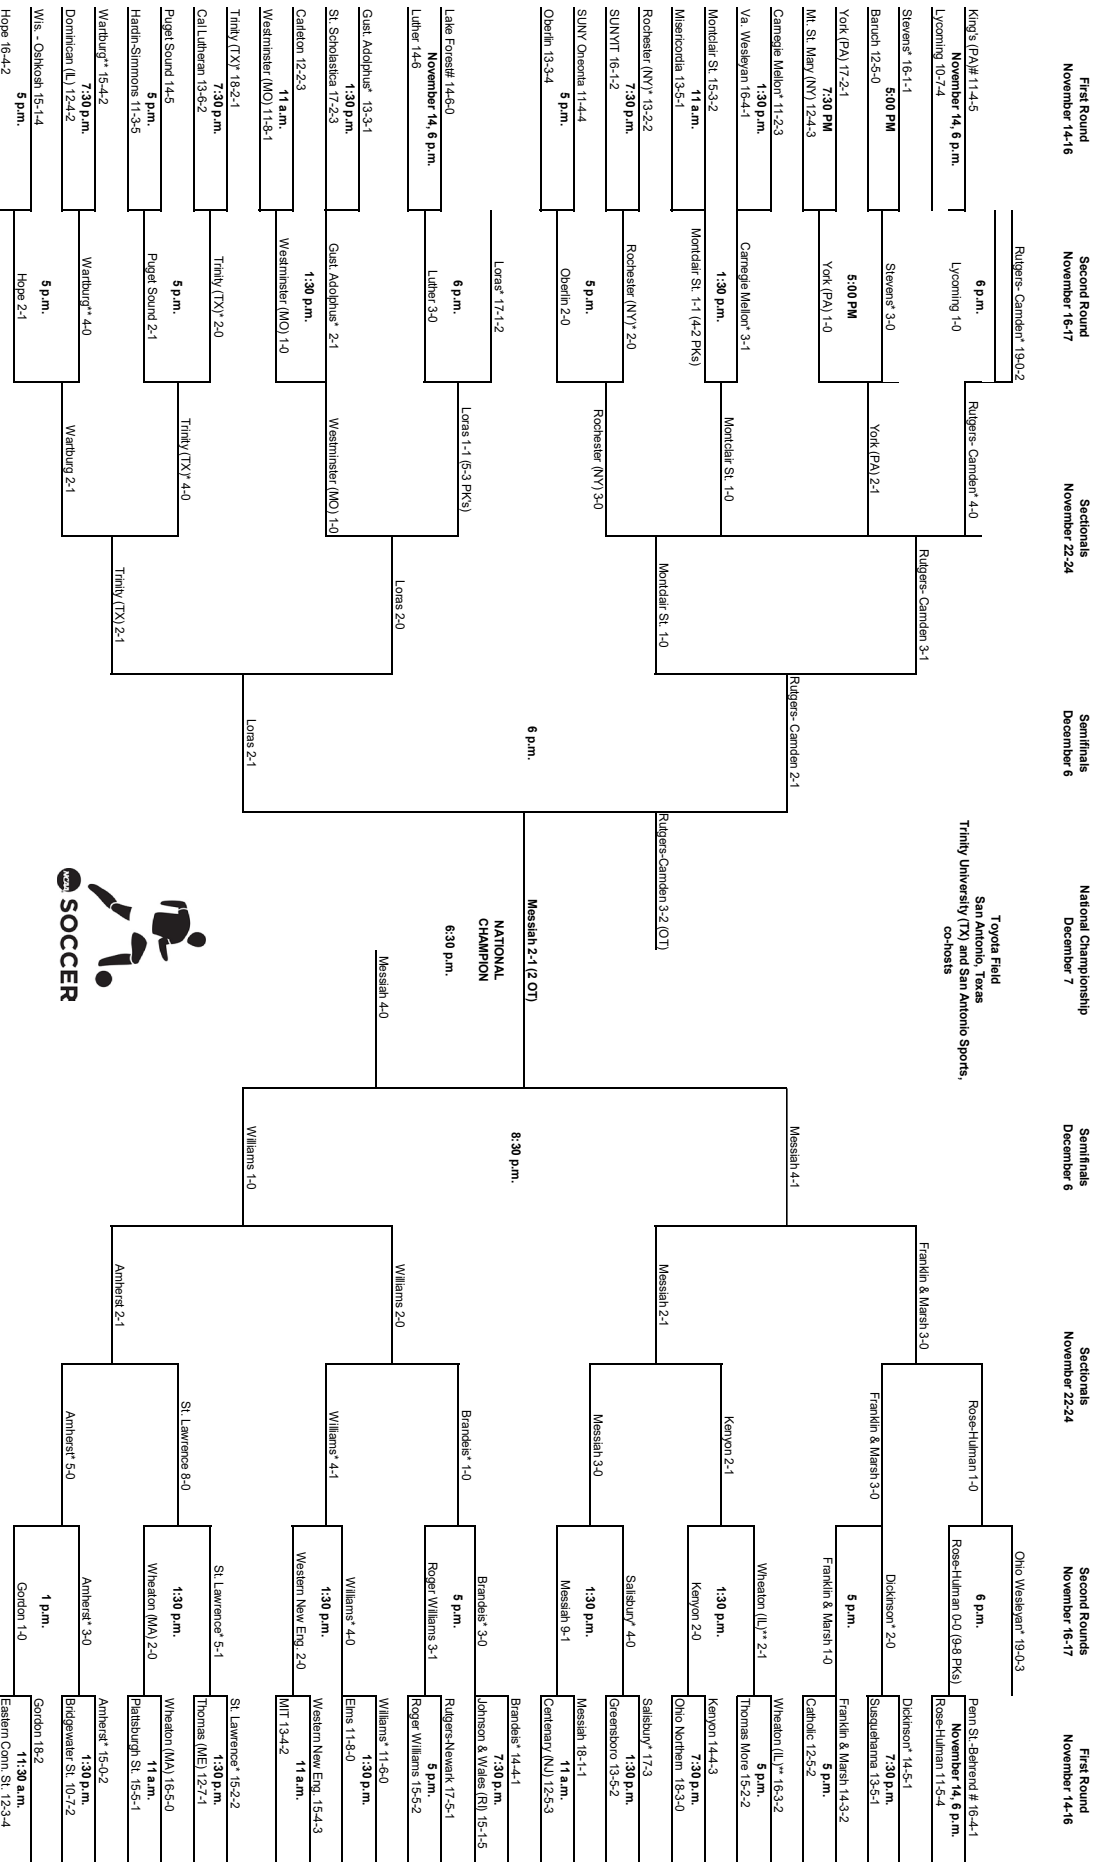 First Round
November 14-16
Second Round
November 16-17
Sectionals
November 22-24
Semifinals
December 6
National Championship
December 7
Semifinals
December 6
Sectionals
November 22-24
Second Rounds
November 16-17
First Round
November 14-16
Toyota Field
San Antonio, Texas
Trinity University (TX) and San Antonio Sports,
co-hosts
King's (PA)# 11-4-5
November 14, 6 p.m.
Lycoming 10-7-4
Stevens* 16-1-1
5:00 PM
Baruch 12-5-0
York (PA) 17-2-1
7:30 PM
Mt. St. Mary (NY) 12-4-3
Carnegie Mellon* 11-2-3
1:30 p.m.
Va. Wesleyan 16-4-1
Montclair St. 15-3-2
11 a.m.
Misericordia 13-5-1
Rochester (NY)* 13-2-2
7:30 p.m.
SUNYIT 16-1-2
SUNY Oneonta 11-4-4
5 p.m.
Oberlin 13-3-4
Lake Forest# 14-6-0
November 14, 6 p.m.
Luther 14-6
Gust. Adolphus* 13-3-1
1:30 p.m.
St. Scholastica 17-2-3
Carleton 12-2-3
11 a.m.
Westminster (MO) 11-8-1
Trinity (TX)* 18-2-1
7:30 p.m.
Cal Lutheran 13-6-2
Puget Sound 14-5
5 p.m.
Hardin-Simmons 11-3-5
Wartburg** 15-4-2
7:30 p.m.
Dominican (IL) 12-4-2
Wis. - Oshkosh 15-1-4
5 p.m.
Hope 16-4-2
Rutgers- Camden* 19-0-2
6 p.m.
Lycoming 1-0
Stevens* 3-0
5:00 PM
York (PA) 1-0
Carnegie Mellon* 3-1
1:30 p.m.
Montclair St. 1-1 (4-2 PKs)
Rochester (NY)* 2-0
5 p.m.
Oberlin 2-0
Loras* 17-1-2
6 p.m.
Luther 3-0
Gust. Adolphus* 2-1
1:30 p.m.
Westminster (MO) 1-0
Trinity (TX)* 2-0
5 p.m.
Puget Sound 2-1
Wartburg** 4-0
5 p.m.
Hope 2-1
Rutgers- Camden* 4-0
York (PA) 2-1
Montclair St. 1-0
Rochester (NY) 3-0
Loras 1-1 (5-3 PK's)
Westminster (MO) 1-0
Trinity (TX)* 4-0
Wartburg 2-1
Rutgers- Camden 3-1
Montclair St. 1-0
Loras 2-0
Trinity (TX) 2-1
Rutgers- Camden 2-1
6 p.m.
Loras 2-1
Rutgers-Camden 3-2 (OT)
Messiah 2-1 (2 OT)
NATIONAL
CHAMPION
6:30 p.m.
Messiah 4-0
NCAA
SOCCER
Messiah 4-1
8:30 p.m.
Williams 1-0
Franklin & Marsh 3-0
Messiah 2-1
Williams 2-0
Amherst 2-1
Rose-Hulman 1-0
Franklin & Marsh 3-0
Kenyon 2-1
Messiah 3-0
Brandeis* 1-0
Williams* 4-1
St. Lawrence 8-0
Amherst* 5-0
Ohio Wesleyan* 19-0-3
6 p.m.
Rose-Hulman 0-0 (9-8 PKs)
Dickinson* 2-0
5 p.m.
Franklin & Marsh 1-0
Wheaton (IL)** 2-1
1:30 p.m.
Kenyon 2-0
Salisbury* 4-0
1:30 p.m.
Messiah 9-1
Brandeis* 3-0
5 p.m.
Roger Williams 3-1
Williams* 4-0
1:30 p.m.
Western New Eng. 2-0
St. Lawrence* 5-1
1:30 p.m.
Wheaton (MA) 2-0
Amherst* 3-0
1 p.m.
Gordon 1-0
Penn St.-Behrend # 16-4-1
November 14, 6 p.m.
Rose-Hulman 11-5-4
Dickinson* 14-5-1
7:30 p.m.
Susquehanna 13-5-1
Franklin & Marsh 14-3-2
5 p.m.
Catholic 12-5-2
Wheaton (IL)** 16-3-2
5 p.m.
Thomas More 15-2-2
Kenyon 14-4-3
7:30 p.m.
Ohio Northern 18-3-0
Salisbury* 17-3
1:30 p.m.
Greensboro 13-5-2
Messiah 18-1-1
11 a.m.
Centenary (NJ) 12-5-3
Brandeis* 14-4-1
7:30 p.m.
Johnson & Wales (RI) 15-1-5
Rutgers-Newark 17-5-1
5 p.m.
Roger Williams 15-5-2
Williams* 11-6-0
1:30 p.m.
Elms 11-8-0
Western New Eng. 15-4-3
11 a.m.
MIT 13-4-2
St. Lawrence* 15-2-2
1:30 p.m.
Thomas (ME) 12-7-1
Wheaton (MA) 16-5-0
11 a.m.
Plattsburgh St. 15-5-1
Amherst* 15-0-2
1:30 p.m.
Bridgewater St. 10-7-2
Gordon 18-2
11:30 a.m.
Eastern Conn. St. 12-3-4